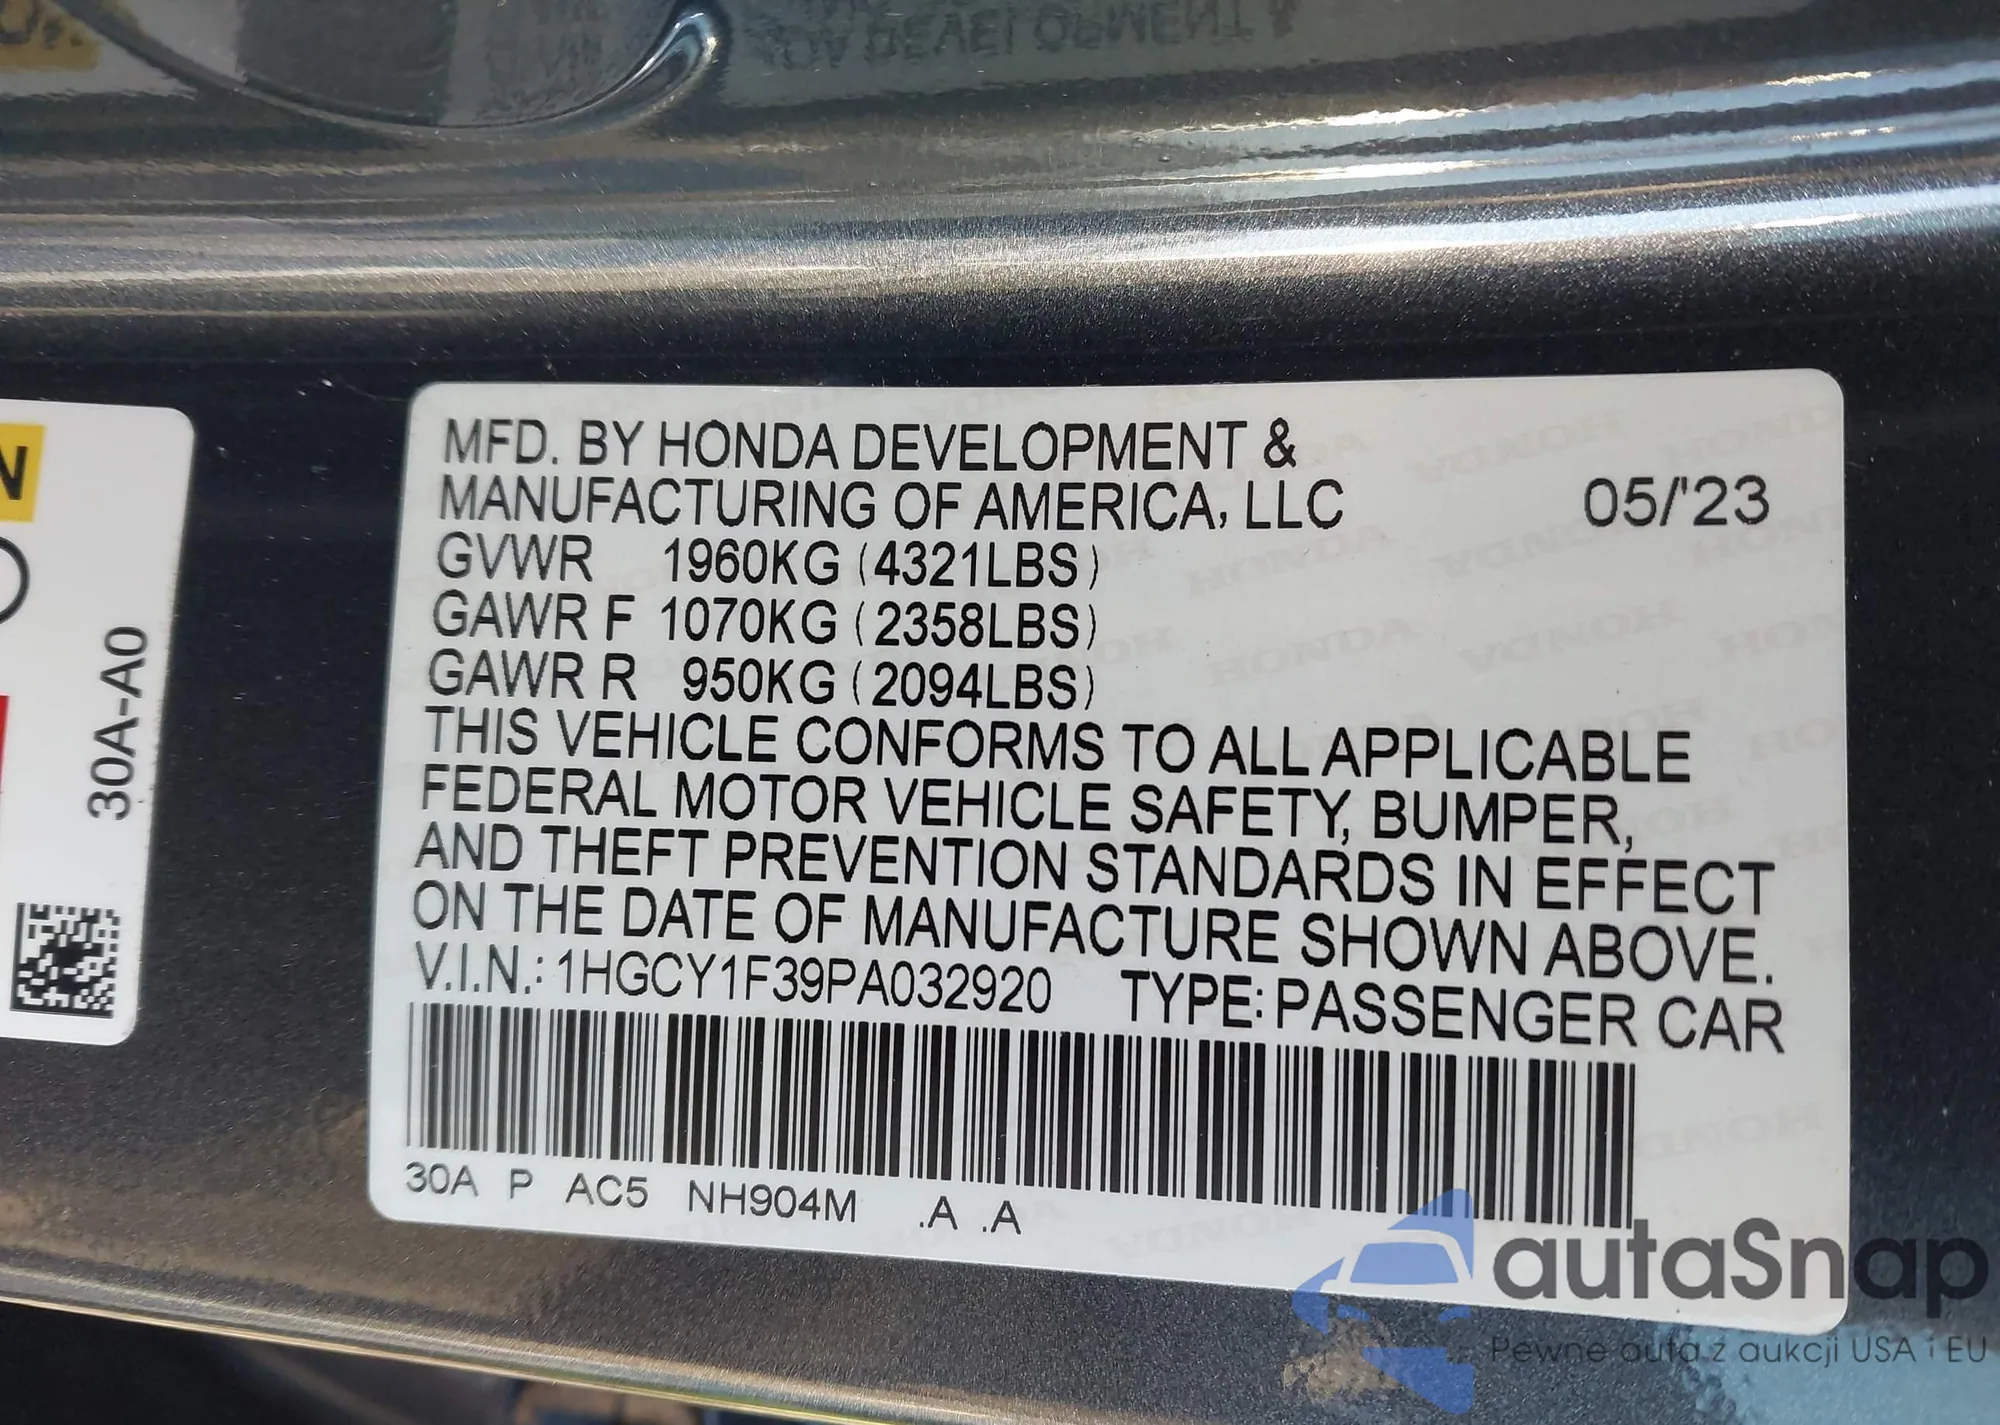 MFD. BY HONDA DEVELOPMENT &
MANUFACTURING OF AMERICA, LLC 05/'23
GVWR 1960KG (4321LBS)
GAWR F 1070KG (2358LBS)
GAWR R 950KG (2094LBS)
THIS VEHICLE CONFORMS TO ALL APPLICABLE
FEDERAL MOTOR VEHICLE SAFETY, BUMPER,
AND THEFT PREVENTION STANDARDS IN EFFECT
ON THE DATE OF MANUFACTURE SHOWN ABOVE.
V.I.N.: 1HGCY1F39PA032920 TYPE: PASSENGER CAR
30A P AC5 NH904M .A .A
30A-A0
N
autaSnap
Pewne auta z aukcji USA i EU